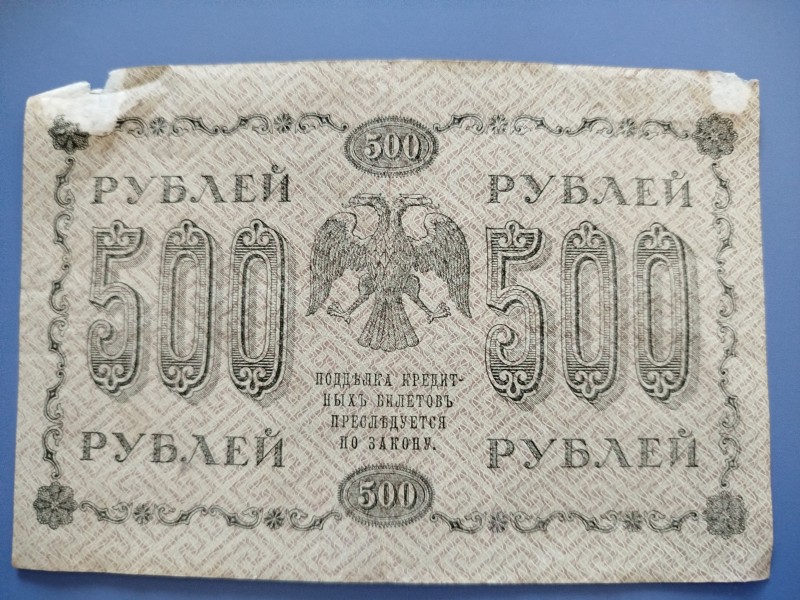 500
РУБЛЕЙ РУБЛЕЙ
500 500
ПОДДѢЛКА КРЕДИТ-
НЫХЪ БИЛЕТОВЪ
ПРЕСЛѢДУЕТСЯ
ПО ЗАКОНУ.
РУБЛЕЙ РУБЛЕЙ
500